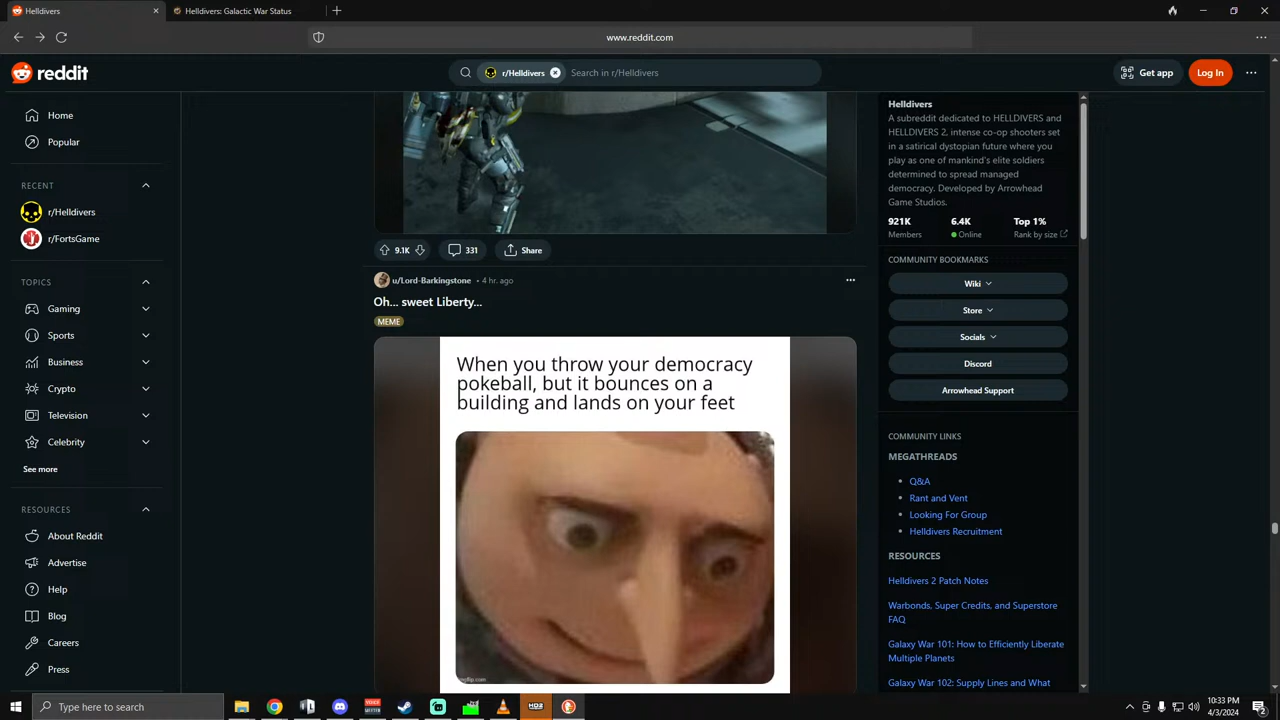 Helldivers
Helldivers: Galactic War Status
www.reddit.com
reddit
r/Helldivers
Search in r/Helldivers
Get app
Log In
Home
Popular
RECENT
r/Helldivers
r/FortsGame
TOPICS
Gaming
Sports
Business
Crypto
Television
Celebrity
See more
RESOURCES
About Reddit
Advertise
Help
Blog
Careers
Press
9.1K
331
Share
u/Lord-Barkingstone • 4 hr. ago
Oh... sweet Liberty...
MEME
When you throw your democracy
pokeball, but it bounces on a
building and lands on your feet
imgflip.com
Helldivers
A subreddit dedicated to HELLDIVERS and
HELLDIVERS 2, intense co-op shooters set
in a satirical dystopian future where you
play as one of mankind's elite soldiers
determined to spread managed
democracy. Developed by Arrowhead
Game Studios.
921K 6.4K Top 1%
Members Online Rank by size
COMMUNITY BOOKMARKS
Wiki
Store
Socials
Discord
Arrowhead Support
COMMUNITY LINKS
MEGATHREADS
Q&A
Rant and Vent
Looking For Group
Helldivers Recruitment
RESOURCES
Helldivers 2 Patch Notes
Warbonds, Super Credits, and Superstore
FAQ
Galaxy War 101: How to Efficiently Liberate
Multiple Planets
Galaxy War 102: Supply Lines and What
Type here to search
VOICE
MEETER
HD2
10:33 PM
4/3/2024
2